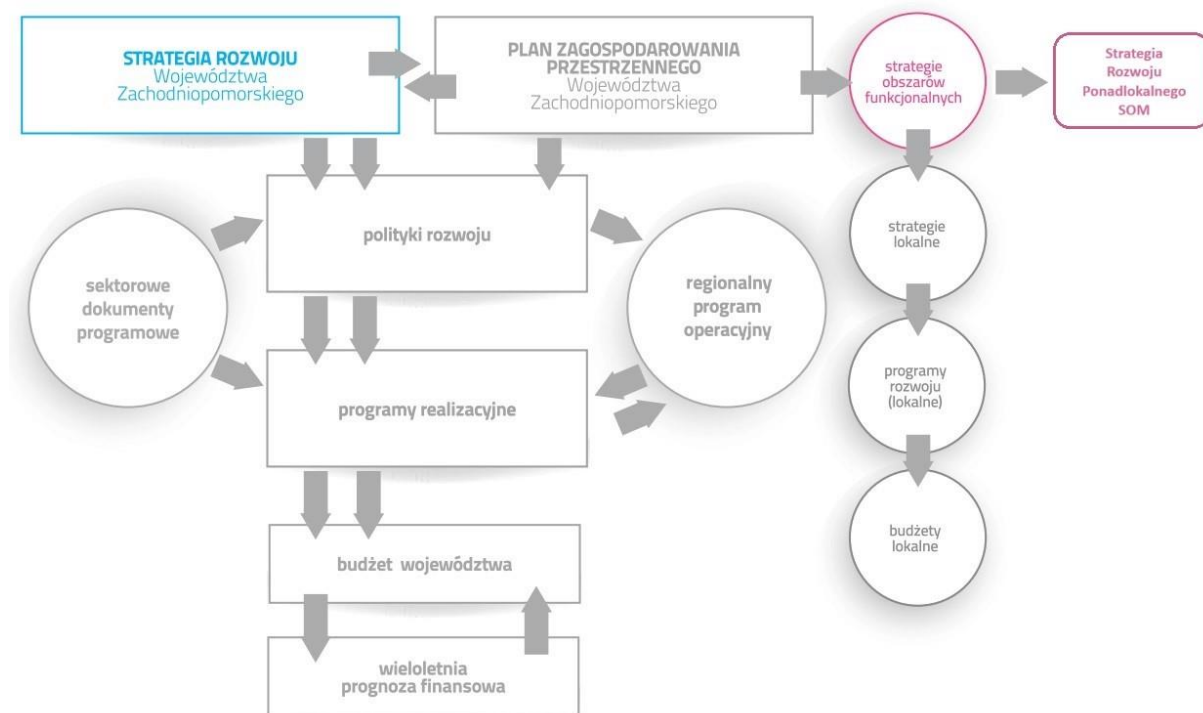 STRATEGIA ROZWOJU
Województwa
Zachodniopomorskiego
PLAN ZAGOSPODAROWANIA
PRZESTRZENNEGO
Województwa
Zachodniopomorskiego
strategie
obszarów
funkcjonalnych
Strategia
Rozwoju
Ponadlokalnego
SOM
polityki rozwoju
strategie
lokalne
sektorowe
dokumenty
programowe
regionalny
program
operacyjny
programy realizacyjne
programy
rozwoju
(lokalne)
budżet województwa
budżety
lokalne
wieloletnia
prognoza finansowa